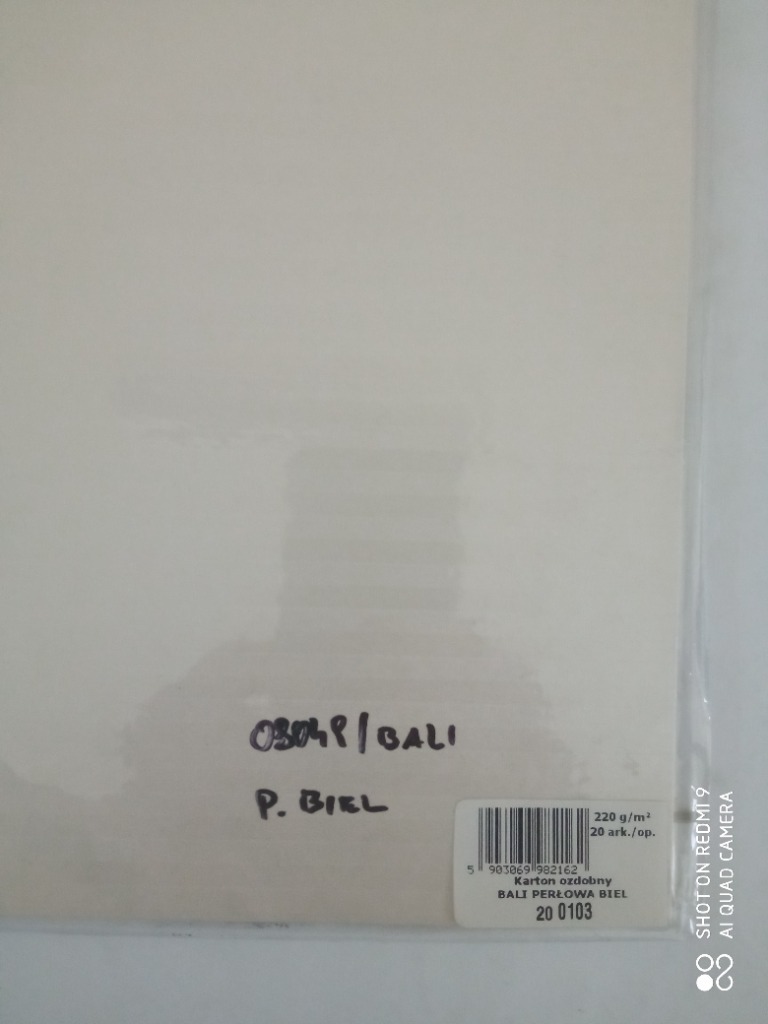 /BALI
P. BIEL
220 g/m²
20 ark./op.
5 903069 982162
Karton ozdobny
BALI PERŁOWA BIEL
20 0103
SHOT ON REDMI 9
AI QUAD CAMERA